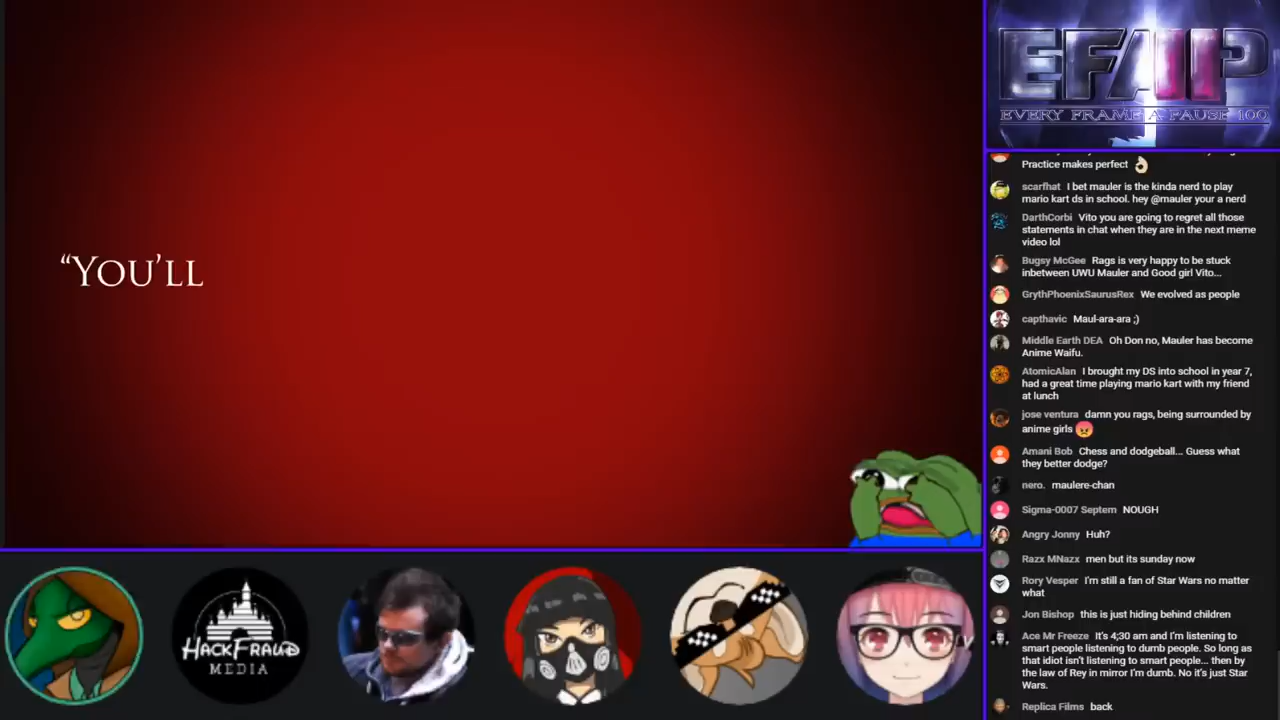 “You’ll
EFAP
EVERY FRAME A PAUSE 100
Practice makes perfect
scarfhat I bet mauler is the kinda nerd to play
mario kart ds in school. hey @mauler your a nerd
DarthCorbi Vito you are going to regret all those
statements in chat when they are in the next meme
video lol
Bugsy McGee Rags is very happy to be stuck
inbetween UWU Mauler and Good girl Vito...
GrythPhoenixSaurusRex We evolved as people
capthavic Maul-ara-ara ;)
Middle Earth DEA Oh Don no, Mauler has become
Anime Waifu.
AtomicAlan I brought my DS into school in year 7,
had a great time playing mario kart with my friend
at lunch
jose ventura damn you rags, being surrounded by
anime girls
Amani Bob Chess and dodgeball... Guess what
they better dodge?
nero. maulere-chan
Sigma-0007 Septem NOUGH
Angry Jonny Huh?
Razx MNazx men but its sunday now
Rory Vesper I'm still a fan of Star Wars no matter
what
Jon Bishop this is just hiding behind children
Ace Mr Freeze It's 4;30 am and I'm listening to
smart people listening to dumb people. So long as
that idiot isn't listening to smart people... then by
the law of Rey in mirror I'm dumb. No it's just Star
Wars.
Replica Films back
HACKFRAUD
MEDIA